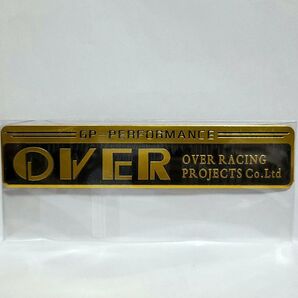 GP-PERFORMANCE
OVER
OVER RACING
PROJECTS Co.Ltd